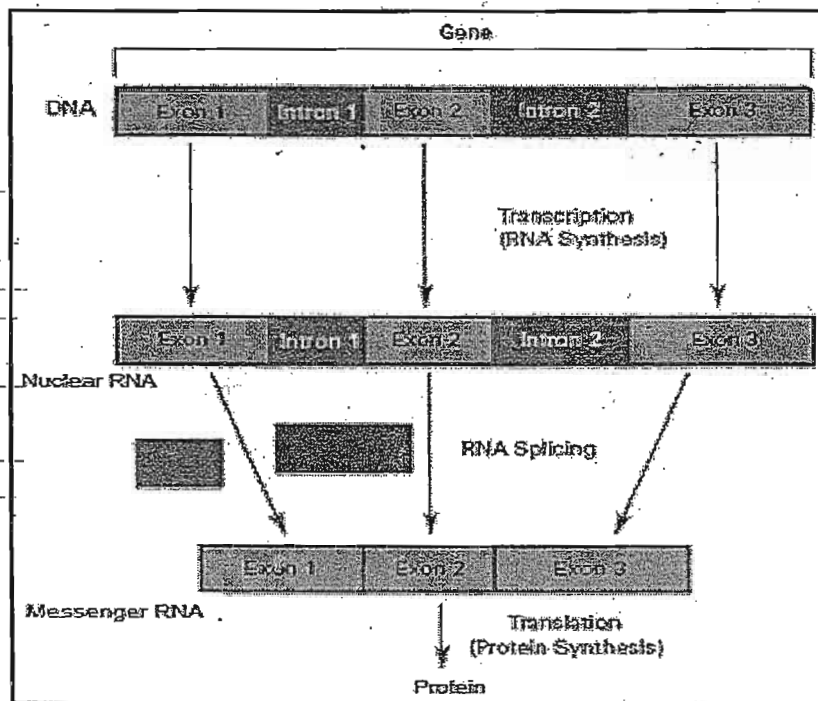 Gene
DNA
Exon 1 Intron 1 Exon 2 Intron 2 Exon 3
Transcription
(RNA Synthesis)
Exon 1 Intron 1 Exon 2 Intron 2 Exon 3
Nuclear RNA
RNA Splicing
Exon 1 Exon 2 Exon 3
Messenger RNA
Translation
(Protein Synthesis)
Protein